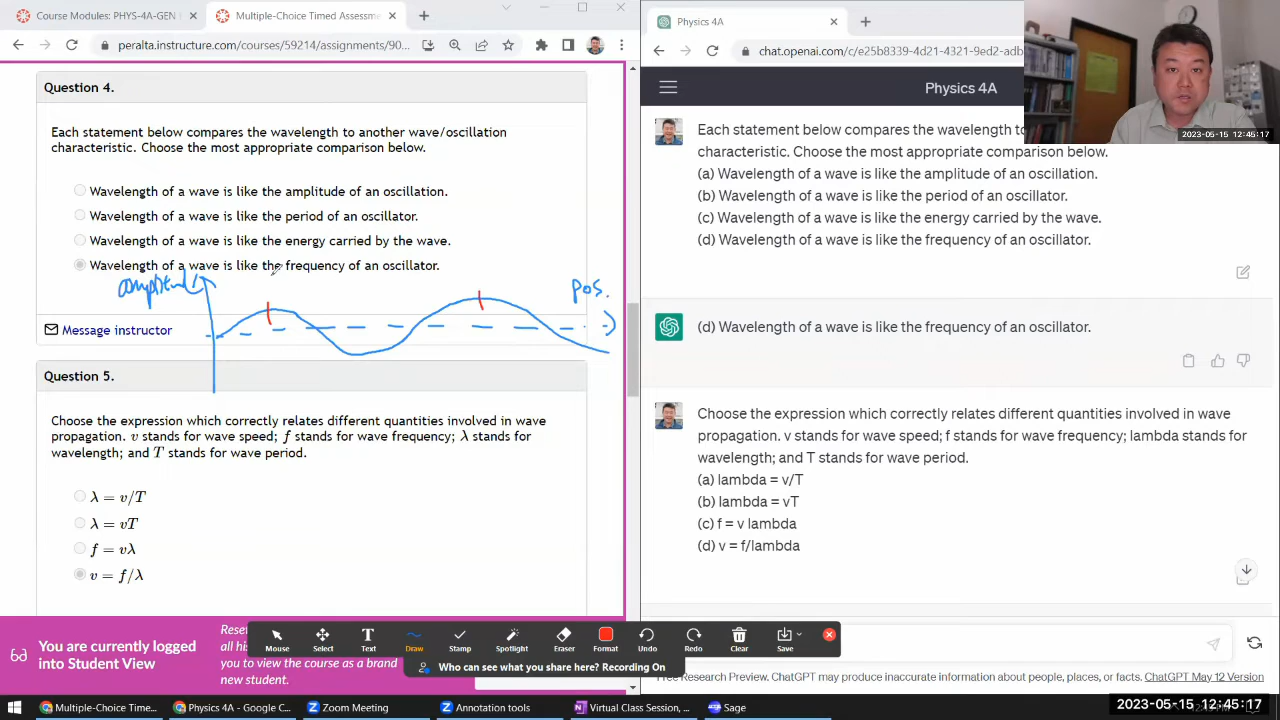 Course Modules: PHYS-4A-GEN
Multiple-Choice Timed Assessme
peralta.instructure.com/courses/59214/assignments/90...
Question 4.
Each statement below compares the wavelength to another wave/oscillation
characteristic. Choose the most appropriate comparison below.
Wavelength of a wave is like the amplitude of an oscillation.
Wavelength of a wave is like the period of an oscillator.
Wavelength of a wave is like the energy carried by the wave.
Wavelength of a wave is like the frequency of an oscillator.
pos.
Message instructor
Question 5.
Choose the expression which correctly relates different quantities involved in wave
propagation. v stands for wave speed; f stands for wave frequency; λ stands for
wavelength; and T stands for wave period.
λ = v/T
λ = vT
f = vλ
v = f/λ
You are currently logged
into Student View
Reset
all his
you to view the course as a brand
new student.
Physics 4A
chat.openai.com/c/e25b8339-4d21-4321-9ed2-adb
Physics 4A
2023-05-15 12:45:17
Each statement below compares the wavelength to
characteristic. Choose the most appropriate comparison below.
(a) Wavelength of a wave is like the amplitude of an oscillation.
(b) Wavelength of a wave is like the period of an oscillator.
(c) Wavelength of a wave is like the energy carried by the wave.
(d) Wavelength of a wave is like the frequency of an oscillator.
(d) Wavelength of a wave is like the frequency of an oscillator.
Choose the expression which correctly relates different quantities involved in wave
propagation. v stands for wave speed; f stands for wave frequency; lambda stands for
wavelength; and T stands for wave period.
(a) lambda = v/T
(b) lambda = vT
(c) f = v lambda
(d) v = f/lambda
Mouse Select Text Draw Stamp Spotlight Eraser Format Undo Redo Clear Save
Who can see what you share here? Recording On
Free Research Preview. ChatGPT may produce inaccurate information about people, places, or facts. ChatGPT May 12 Version
Multiple-Choice Time... Physics 4A - Google C... Zoom Meeting Annotation tools Virtual Class Session, ... Sage
2023-05-15 12:45:17